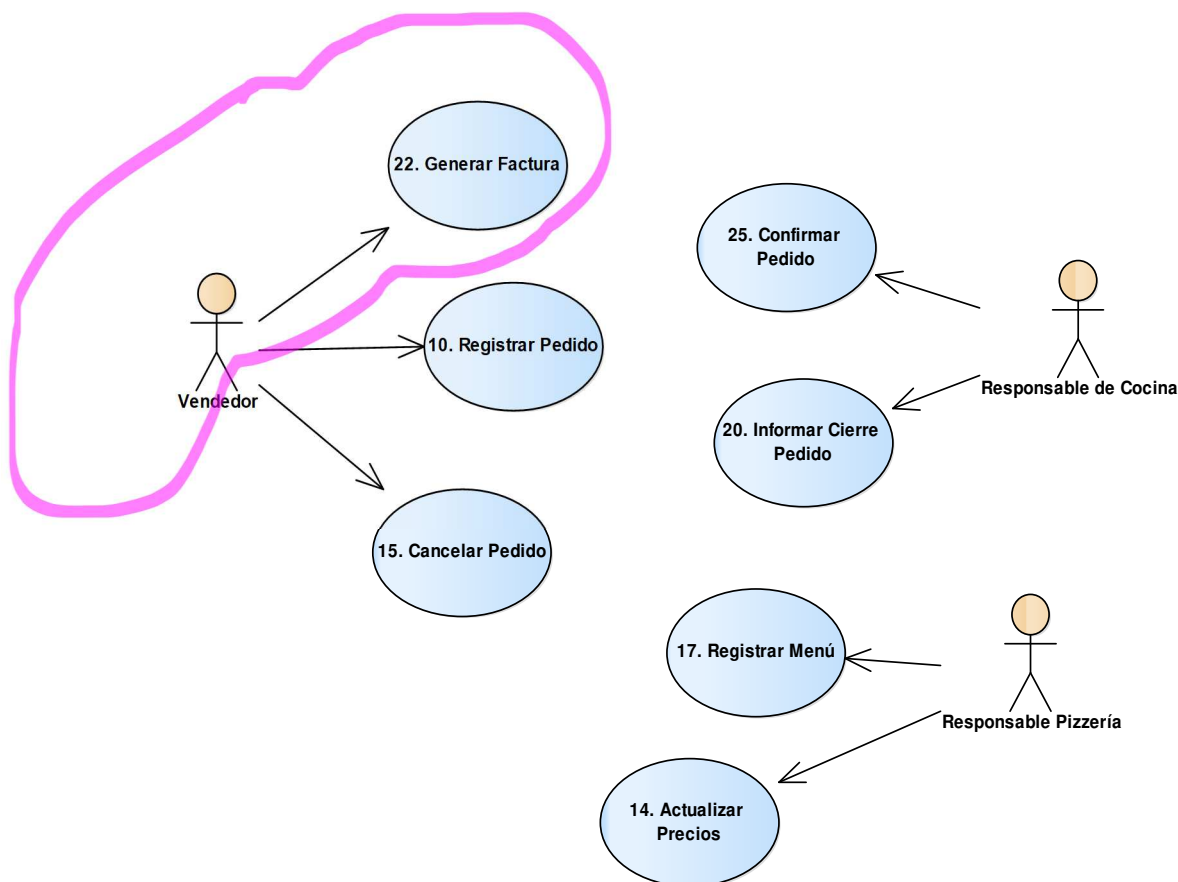 22. Generar Factura
10. Registrar Pedido
Vendedor
15. Cancelar Pedido
25. Confirmar
Pedido
Responsable de Cocina
20. Informar Cierre
Pedido
17. Registrar Menú
Responsable Pizzería
14. Actualizar
Precios